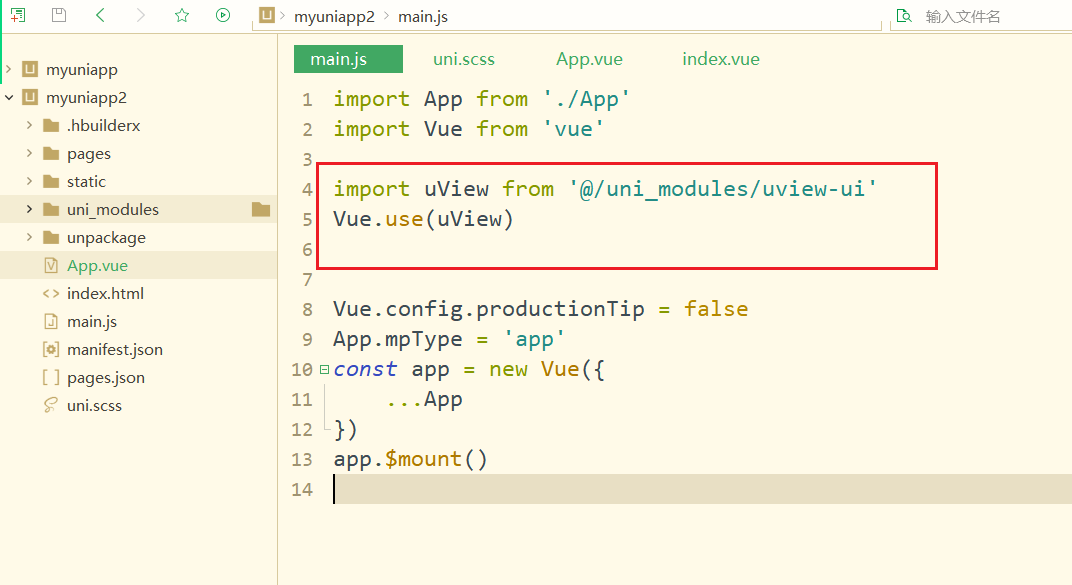 myuniapp2 > main.js
输入文件名
myuniapp
myuniapp2
.hbuilderx
pages
static
uni_modules
unpackage
App.vue
index.html
main.js
manifest.json
pages.json
uni.scss
main.js uni.scss App.vue index.vue
1 import App from './App'
2 import Vue from 'vue'
3
4 import uView from '@/uni_modules/uview-ui'
5 Vue.use(uView)
6
7
8 Vue.config.productionTip = false
9 App.mpType = 'app'
10 const app = new Vue({
11 ...App
12 })
13 app.$mount()
14